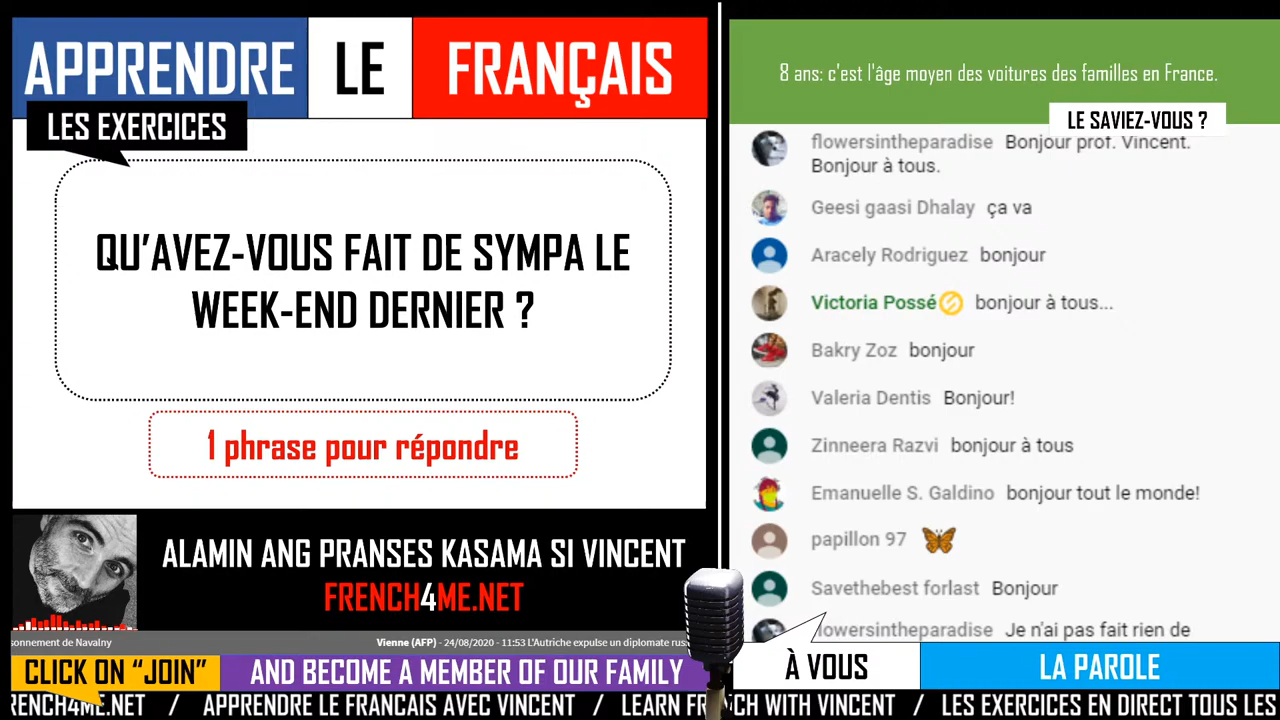 APPRENDRE LE FRANÇAIS
LES EXERCICES
QU'AVEZ-VOUS FAIT DE SYMPA LE
WEEK-END DERNIER ?
1 phrase pour répondre
ALAMIN ANG PRANSES KASAMA SI VINCENT
FRENCH4ME.NET
sonnement de Navalny
Vienne (AFP) - 24/08/2020 - 11:53 L'Autriche expulse un diplomate rus
CLICK ON “JOIN” AND BECOME A MEMBER OF OUR FAMILY
8 ans: c'est l'âge moyen des voitures des familles en France.
LE SAVIEZ-VOUS ?
flowersintheparadise Bonjour prof. Vincent.
Bonjour à tous.
Geesi gaasi Dhalay ça va
Aracely Rodriguez bonjour
Victoria Possé bonjour à tous...
Bakry Zoz bonjour
Valeria Dentis Bonjour!
Zinneera Razvi bonjour à tous
Emanuelle S. Galdino bonjour tout le monde!
papillon 97
Savethebest forlast Bonjour
lowersintheparadise Je n'ai pas fait rien de
À VOUS LA PAROLE
RENCH4ME.NET / APPRENDRE LE FRANCAIS AVEC VINCENT / LEARN FR CH WITH VINCENT / LES EXERCICES EN DIRECT TOUS LES